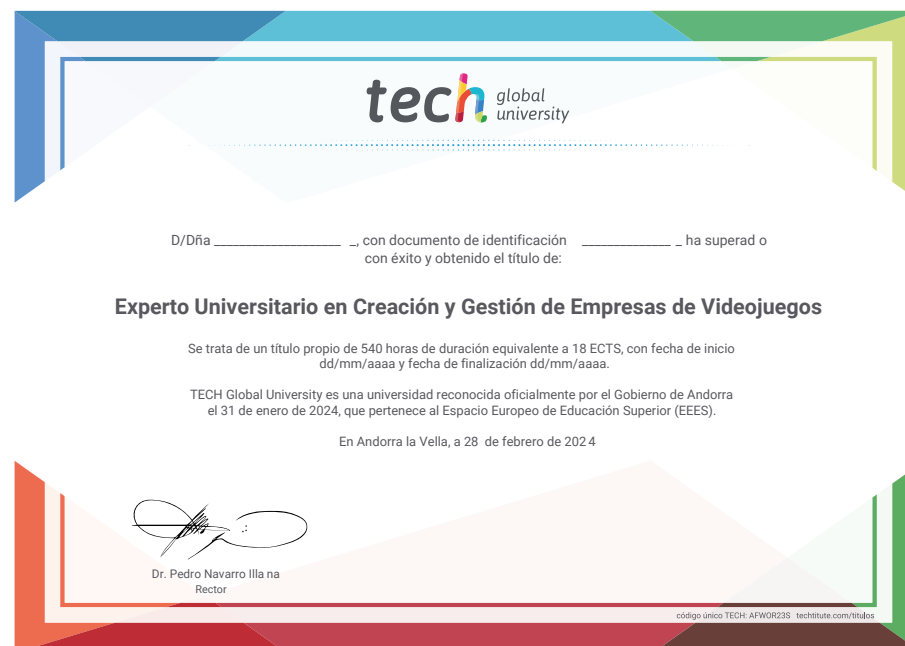 tech global university
D/Dña ____________________ _, con documento de identificación ______________ _ ha superad o
con éxito y obtenido el título de:
Experto Universitario en Creación y Gestión de Empresas de Videojuegos
Se trata de un título propio de 540 horas de duración equivalente a 18 ECTS, con fecha de inicio
dd/mm/aaaa y fecha de finalización dd/mm/aaaa.
TECH Global University es una universidad reconocida oficialmente por el Gobierno de Andorra
el 31 de enero de 2024, que pertenece al Espacio Europeo de Educación Superior (EEES).
En Andorra la Vella, a 28 de febrero de 202 4
Dr. Pedro Navarro Illa na
Rector
código único TECH: AFWOR23S techtitute.com/titulos